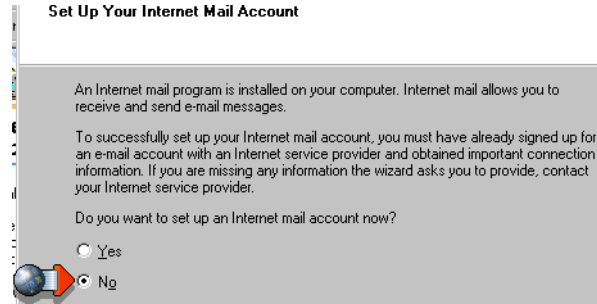 Set Up Your Internet Mail Account
An Internet mail program is installed on your computer. Internet mail allows you to
receive and send e-mail messages.
To successfully set up your Internet mail account, you must have already signed up for
an e-mail account with an Internet service provider and obtained important connection
information. If you are missing any information the wizard asks you to provide, contact
your Internet service provider.
Do you want to set up an Internet mail account now?
Yes
No